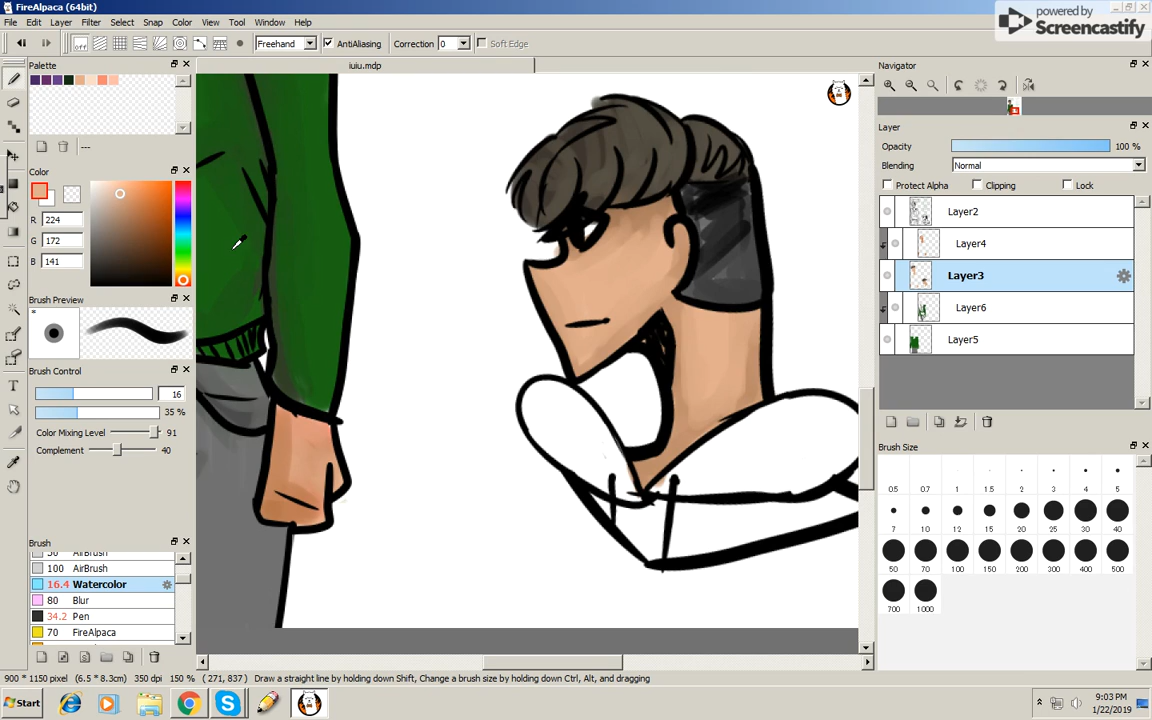 FireAlpaca (64bit)
powered by
Screencastify
File Edit Layer Filter Select Snap Color View Tool Window Help
off Freehand AntiAliasing Correction 0 Soft Edge
Palette
iuiu.mdp
Navigator
---
Layer
Opacity 100 %
Blending Normal
Protect Alpha Clipping Lock
Color
R 224
G 172
B 141
Layer2
Layer4
Layer3
Layer6
Layer5
Brush Preview
Brush Control
16
35 %
Color Mixing Level 91
Complement 40
Brush Size
0.5 0.7 1 1.5 2 3 4 5
7 10 12 15 20 25 30 40
50 70 100 150 200 300 400 500
700 1000
Brush
50 AirBrush
100 AirBrush
16.4 Watercolor
80 Blur
34.2 Pen
70 FireAlpaca
900 * 1150 pixel (6.5 * 8.3cm) 350 dpi 150 % (271, 837) Draw a straight line by holding down Shift, Change a brush size by holding down Ctrl, Alt, and dragging
Start
9:03 PM
1/22/2019